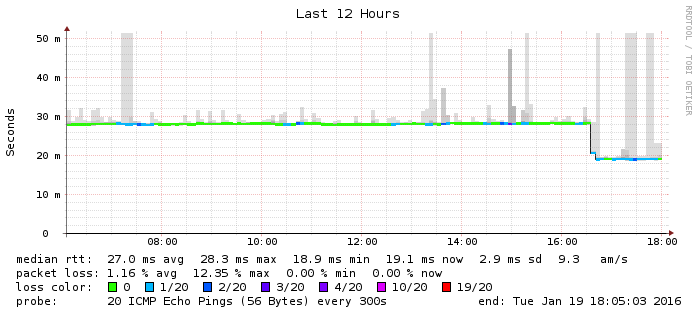 Last 12 Hours
RRDTOOL / TOBI OETIKER
Seconds
50 m
40 m
30 m
20 m
10 m
0
08:00 10:00 12:00 14:00 16:00 18:00
median rtt: 27.0 ms avg 28.3 ms max 18.9 ms min 19.1 ms now 2.9 ms sd 9.3 am/s
packet loss: 1.16 % avg 12.35 % max 0.00 % min 0.00 % now
loss color: 0 1/20 2/20 3/20 4/20 10/20 19/20
probe: 20 ICMP Echo Pings (56 Bytes) every 300s end: Tue Jan 19 18:05:03 2016